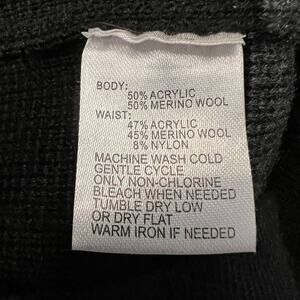 BODY:
50% ACRYLIC
50% MERINO WOOL
WAIST:
47% ACRYLIC
45% MERINO WOOL
8% NYLON
MACHINE WASH COLD
GENTLE CYCLE
ONLY NON-CHLORINE
BLEACH WHEN NEEDED
TUMBLE DRY LOW
OR DRY FLAT
WARM IRON IF NEEDED